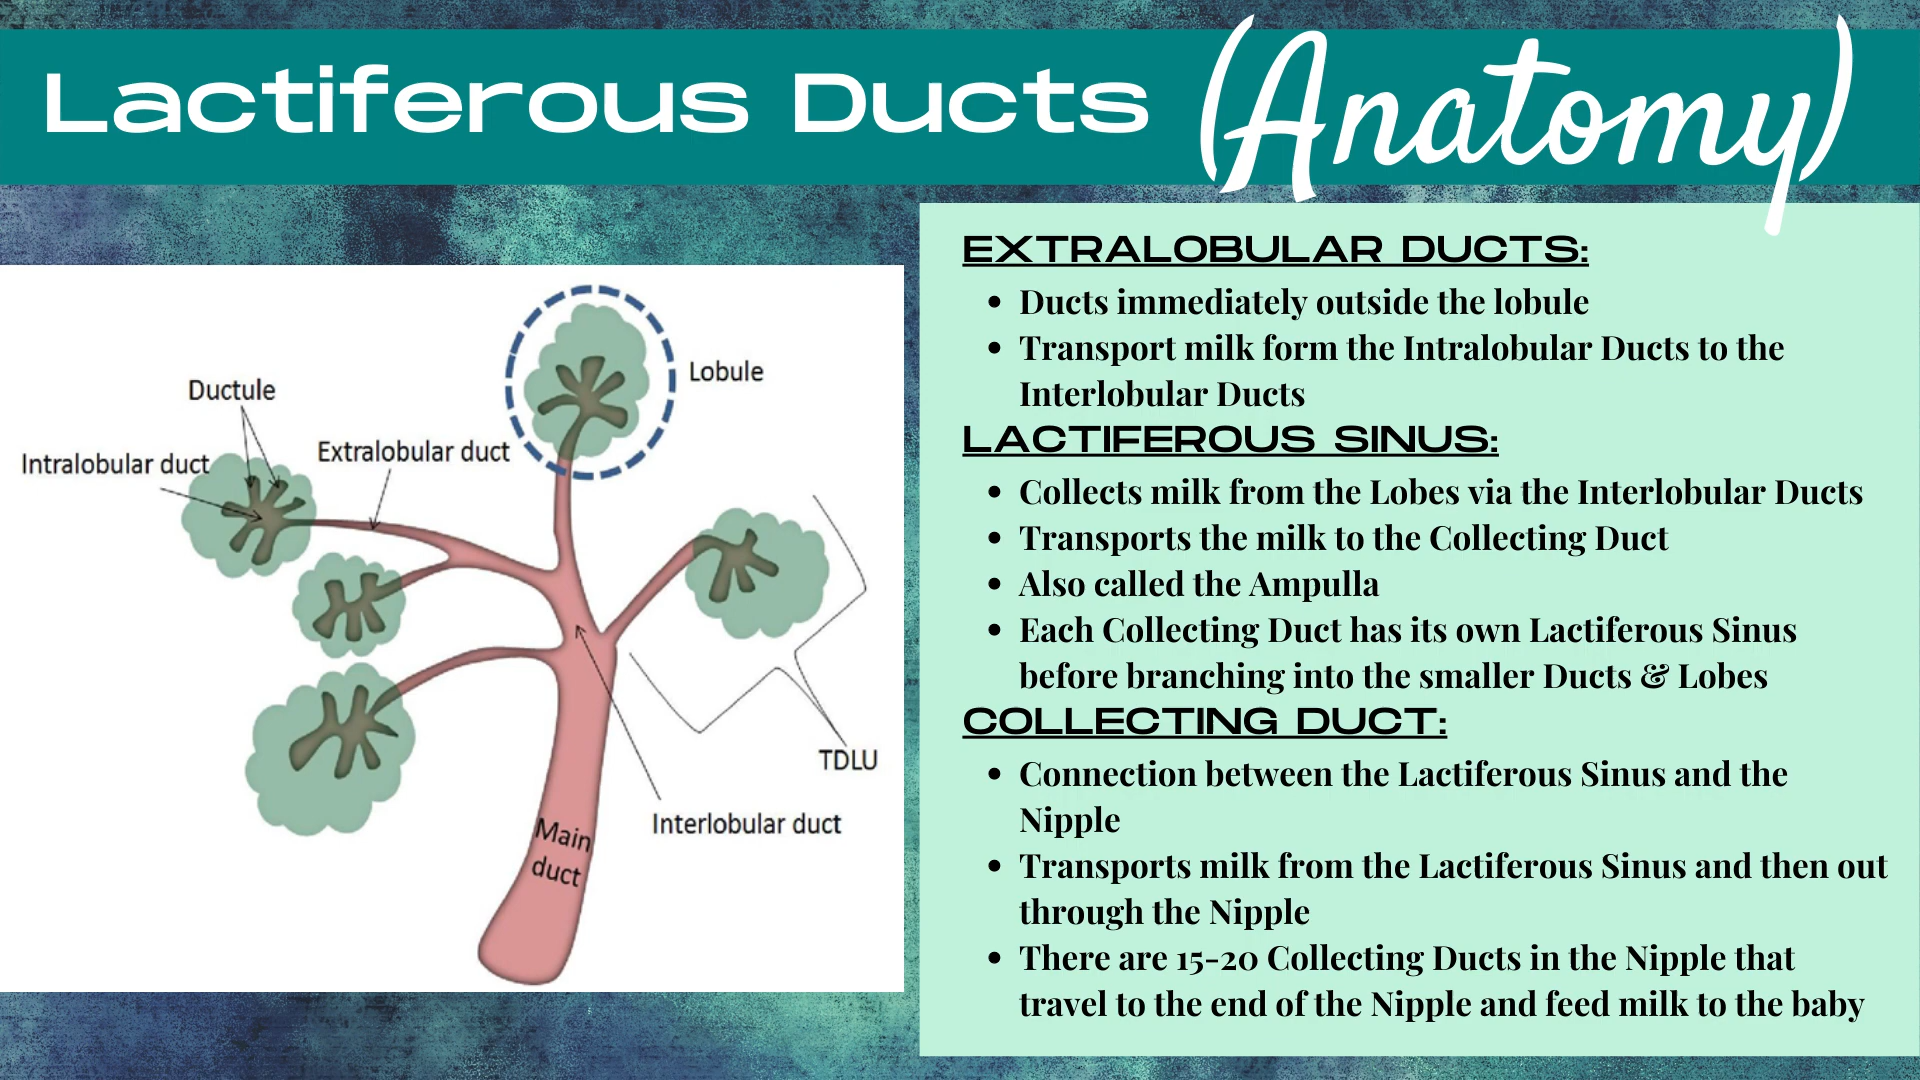 Lactiferous Ducts (Anatomy)
Ductule
Lobule
Extralobular duct
Intralobular duct
TDLU
Interlobular duct
Main
duct
EXTRALOBULAR DUCTS:
• Ducts immediately outside the lobule
• Transport milk form the Intralobular Ducts to the
Interlobular Ducts
LACTIFEROUS SINUS:
• Collects milk from the Lobes via the Interlobular Ducts
• Transports the milk to the Collecting Duct
• Also called the Ampulla
• Each Collecting Duct has its own Lactiferous Sinus
before branching into the smaller Ducts & Lobes
COLLECTING DUCT:
• Connection between the Lactiferous Sinus and the
Nipple
• Transports milk from the Lactiferous Sinus and then out
through the Nipple
• There are 15-20 Collecting Ducts in the Nipple that
travel to the end of the Nipple and feed milk to the baby